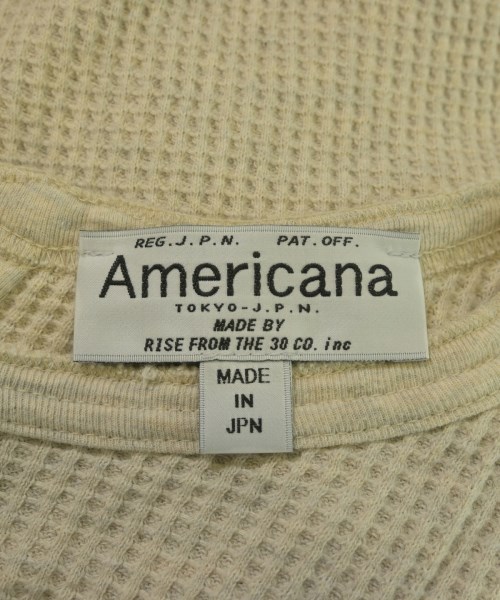 REG.J.P.N. PAT.OFF.
Americana
TOKYO-J.P.N.
MADE BY
RISE FROM THE 30 CO. inc
MADE
IN
JPN